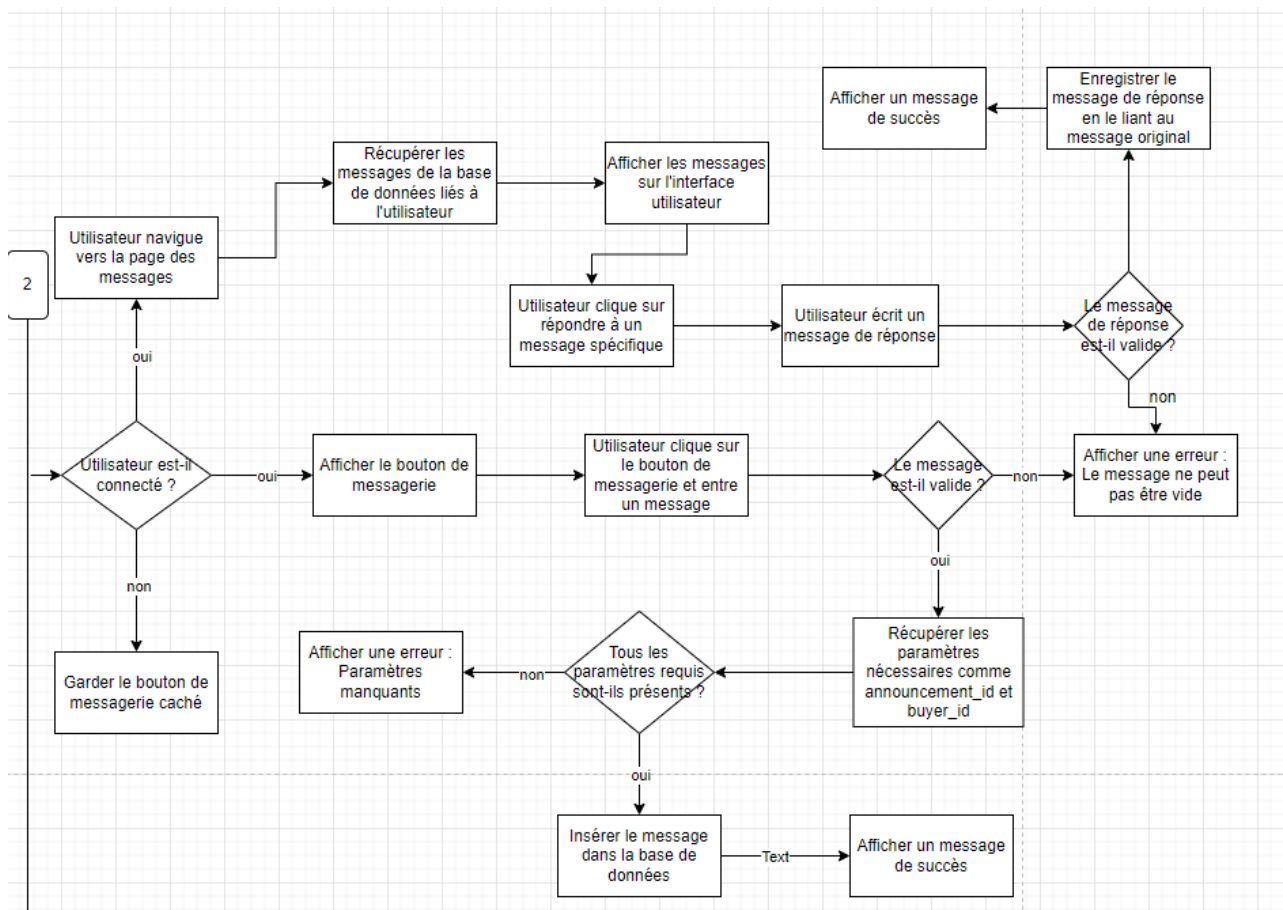 Afficher un message
de succès
Enregistrer le
message de réponse
en le liant au
message original
Récupérer les
messages de la base
de données liés à
l'utilisateur
Afficher les messages
sur l'interface
utilisateur
Utilisateur navigue
vers la page des
messages
2
Utilisateur clique sur
répondre à un
message spécifique
Utilisateur écrit un
message de réponse
Le message
de réponse
est-il valide ?
oui
non
Utilisateur est-il
connecté ?
oui
Afficher le bouton de
messagerie
Utilisateur clique sur
le bouton de
messagerie et entre
un message
Le message
est-il valide ?
non
Afficher une erreur :
Le message ne peut
pas être vide
non
oui
Garder le bouton de
messagerie caché
Afficher une erreur :
Paramètres
manquants
non
Tous les
paramètres requis
sont-ils présents ?
Récupérer les
paramètres
nécessaires comme
announcement_id et
buyer_id
oui
Insérer le message
dans la base de
données
Text
Afficher un message
de succès